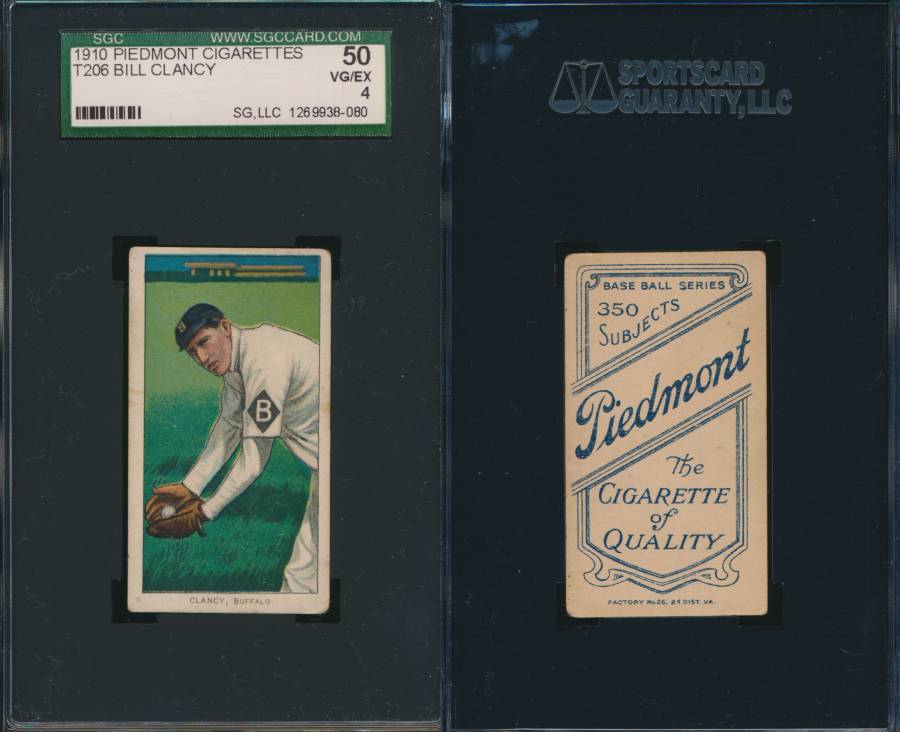 SGC WWW.SGCCARD.COM
1910 PIEDMONT CIGARETTES 50
T206 BILL CLANCY VG/EX
4
SG,LLC 1269938-080
B
B
CLANCY, BUFFALO
SPORTSCARD
GUARANTY,LLC
BASE BALL SERIES
350
SUBJECTS
Piedmont
The
CIGARETTE
of
QUALITY
FACTORY No 25, 2d DIST. VA.